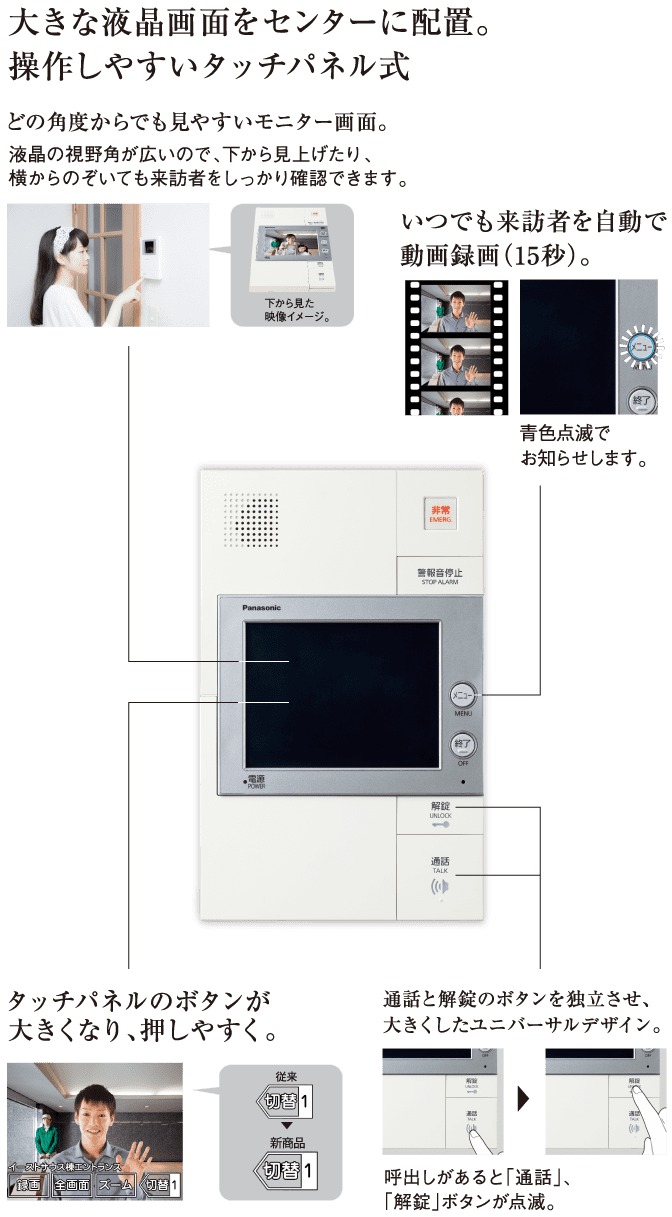 大きな液晶画面をセンターに配置。
操作しやすいタッチパネル式
どの角度からでも見やすいモニター画面。
液晶の視野角が広いので、下から見上げたり、
横からのぞいても来訪者をしっかり確認できます。
下から見た
映像イメージ。
いつでも来訪者を自動で
動画録画（15秒）。
メニュー
終了
青色点滅で
お知らせします。
非常
EMERG.
警報音停止
STOP ALARM
Panasonic
メニュー
MENU
終了
OFF
電源
POWER
解錠
UNLOCK
通話
TALK
タッチパネルのボタンが
大きくなり、押しやすく。
イーストサウス棟エントランス
録画 全画面 ズーム 切替1
従来
切替1
新商品
切替1
通話と解錠のボタンを独立させ、
大きくしたユニバーサルデザイン。
OFF
解錠
UNLOCK
通話
TALK
OFF
解錠
UNLOCK
通話
TALK
呼出しがあると「通話」、
「解錠」ボタンが点滅。